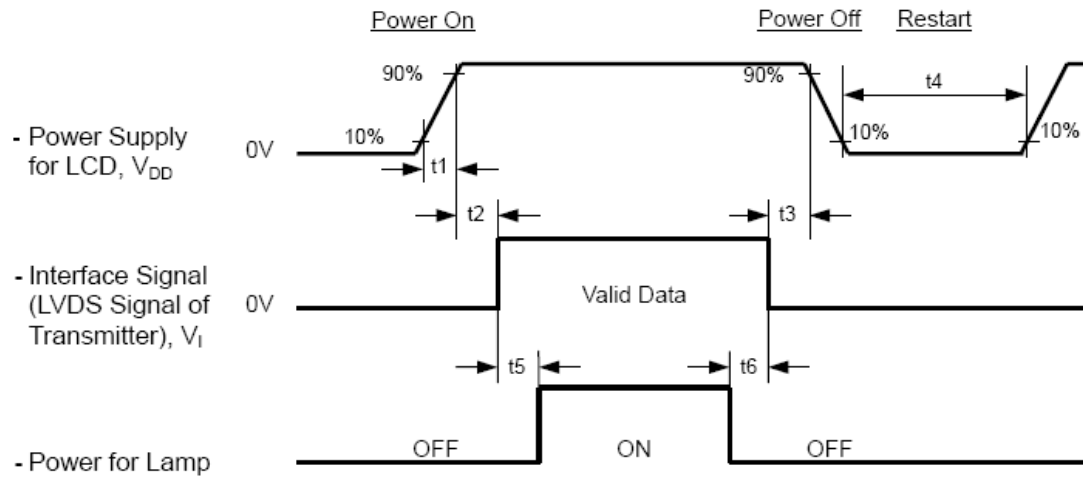 Power On
Power Off
Restart
90%
90%
t4
10%
10%
10%
- Power Supply
for LCD, VDD
0V
t1
t2
t3
- Interface Signal
(LVDS Signal of
Transmitter), VI
0V
Valid Data
t5
t6
- Power for Lamp
OFF
ON
OFF